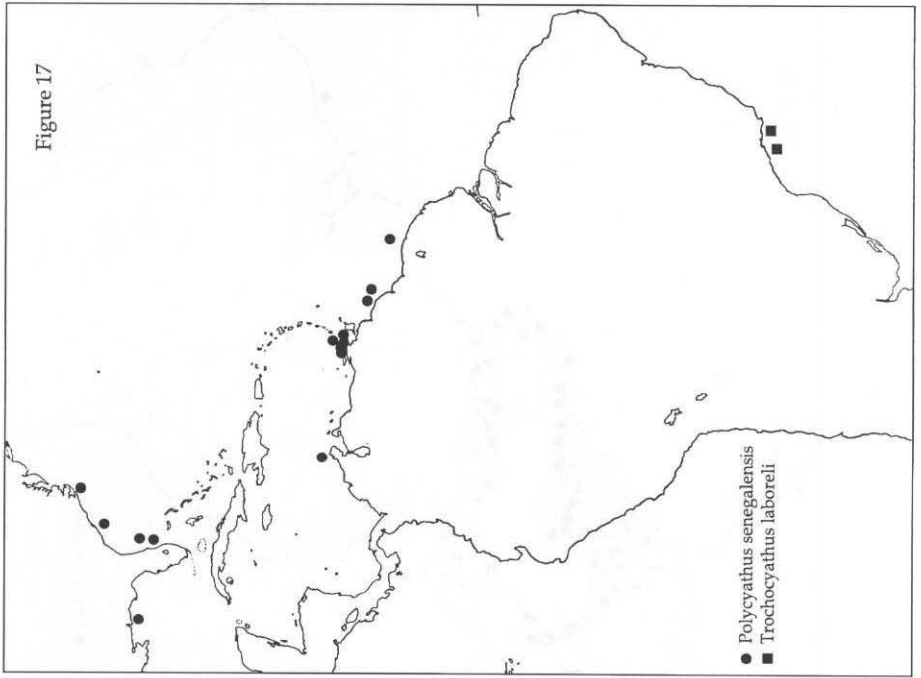 Figure 17
● Polycyathus senegalensis
■ Trochocyathus laboreli